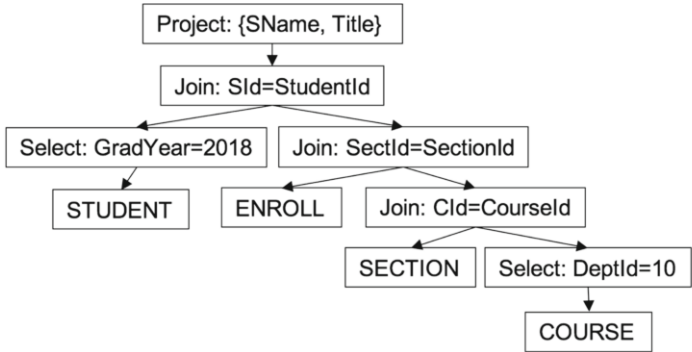 Project: {SName, Title}
Join: SId=StudentId
Select: GradYear=2018
Join: SectId=SectionId
STUDENT
ENROLL
Join: CId=CourseId
SECTION
Select: DeptId=10
COURSE